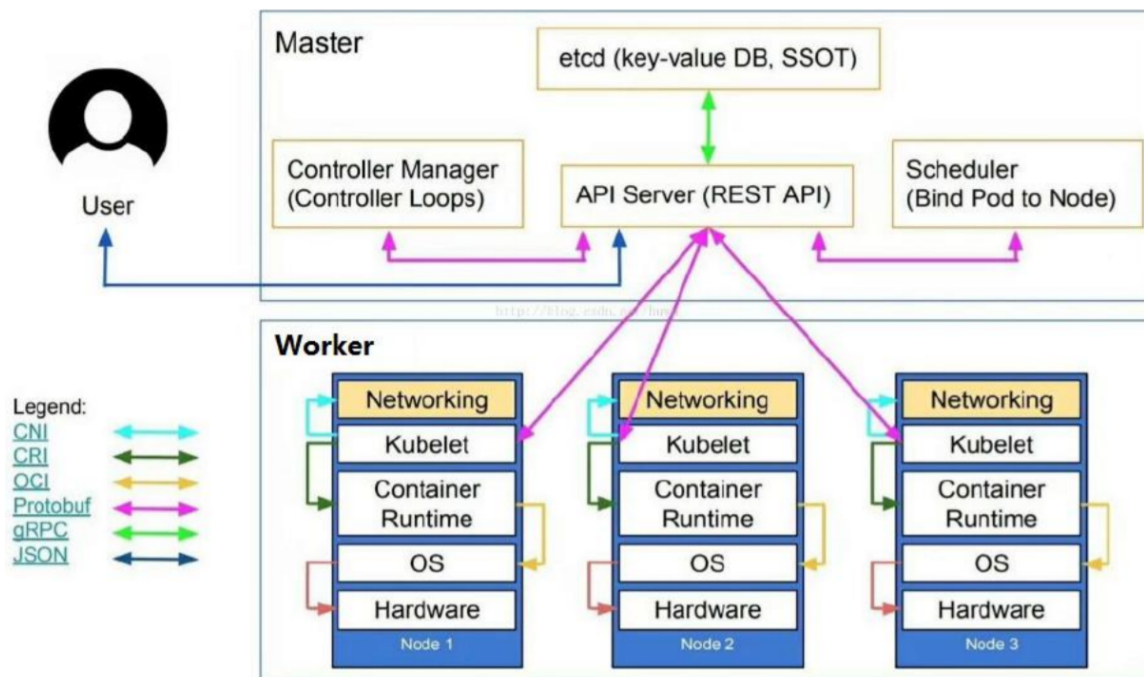 Master
etcd (key-value DB, SSOT)
Controller Manager
(Controller Loops)
API Server (REST API)
Scheduler
(Bind Pod to Node)
User
Worker
Networking
Kubelet
Container
Runtime
OS
Hardware
Node 1
Networking
Kubelet
Container
Runtime
OS
Hardware
Node 2
Networking
Kubelet
Container
Runtime
OS
Hardware
Node 3
Legend:
CNI
CRI
OCI
Protobuf
gRPC
JSON